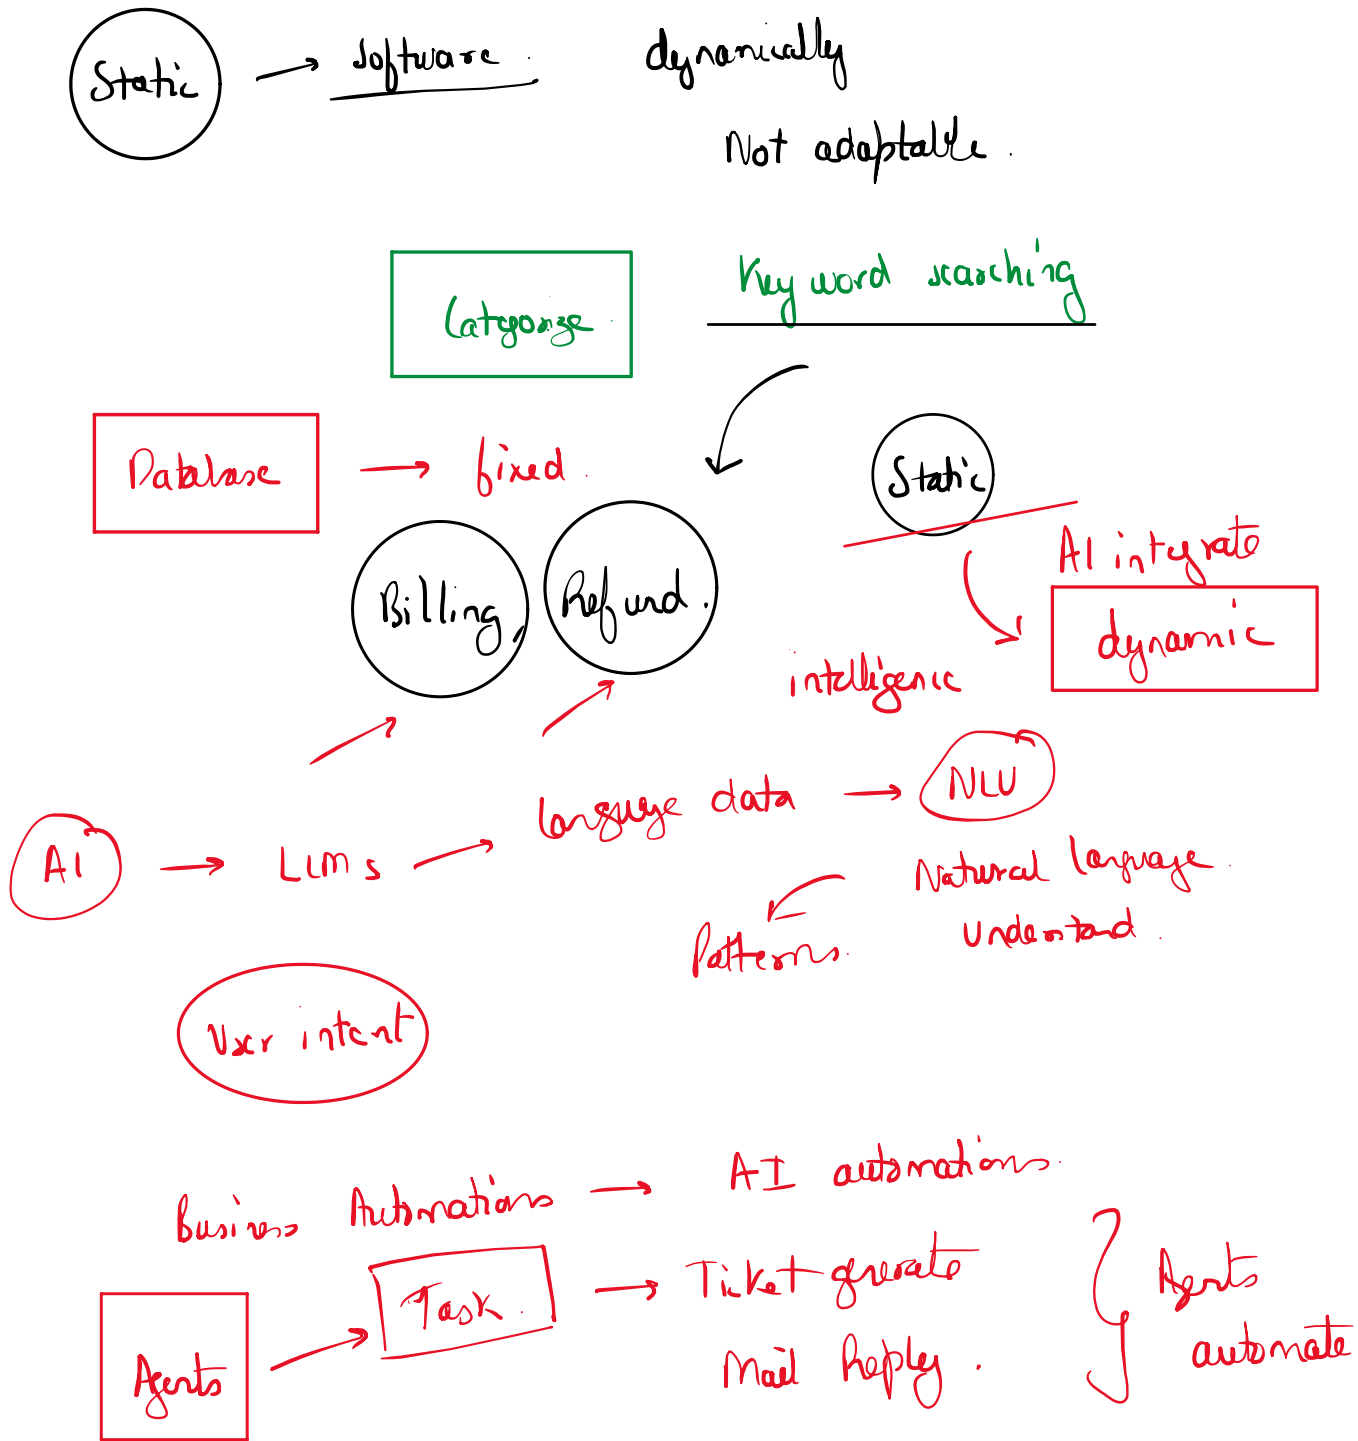 Static → Software. dynamically
Not adaptable.
Categorize Key word searching
Database → fixed.
Static
AI integrate
Billing, Refund.
dynamic
intelligence
Language data → NLU
AI → LLMs →
Natural language
Understand.
Patterns.
User intent
Business Automations → AI automations.
Task. → Ticket generate
Agents →
Mail Reply.
Agents
automate